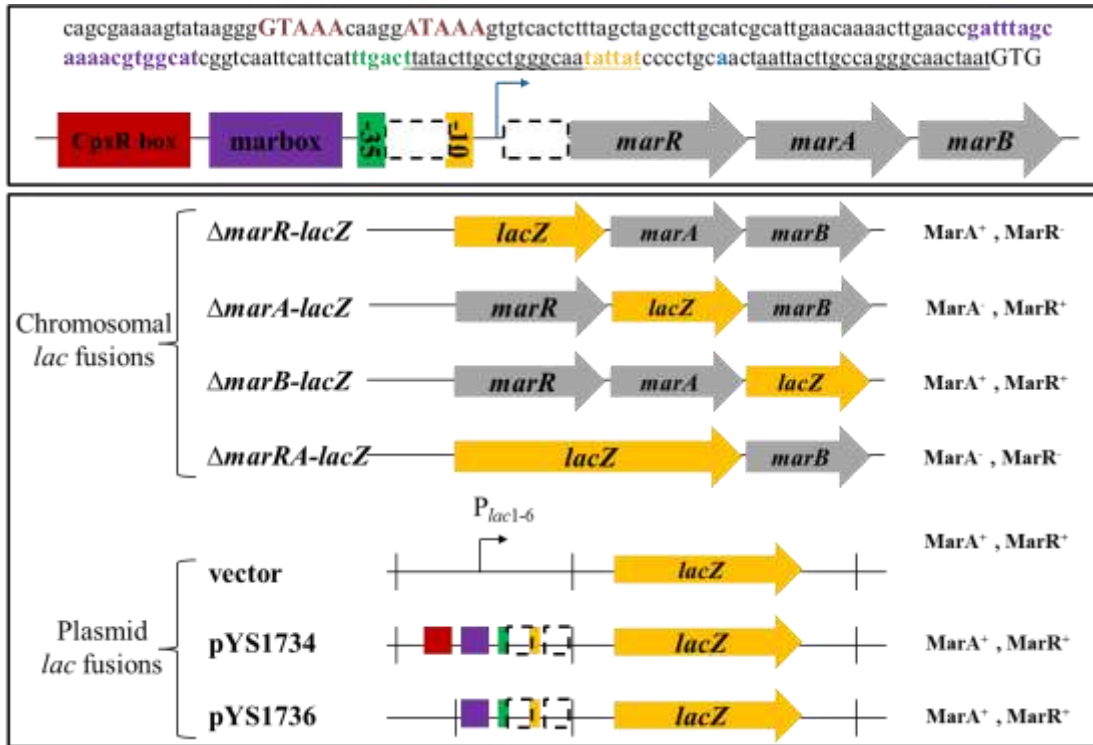 cagcgaaaagtataagggGTAAAcaaggATAAAgtgtcactctttagctagccttgcatcgcattgaacaaaacttgaaccgatttagc
aaaacgtggcatcggtcaattcattcatttgacttatacttgcctgggcaatattatcccctgcaactaattacttgccagggcaactaatGTG
CpxR box marbox -35 -10 marR marA marB
ΔmarR-lacZ lacZ marA marB MarA⁺ , MarR⁻
ΔmarA-lacZ marR lacZ marB MarA⁻ , MarR⁺
Chromosomal
lac fusions
ΔmarB-lacZ marR marA lacZ MarA⁺ , MarR⁺
ΔmarRA-lacZ lacZ marB MarA⁻ , MarR⁻
Plac1-6
vector lacZ MarA⁺ , MarR⁺
Plasmid
lac fusions
pYS1734 lacZ MarA⁺ , MarR⁺
pYS1736 lacZ MarA⁺ , MarR⁺